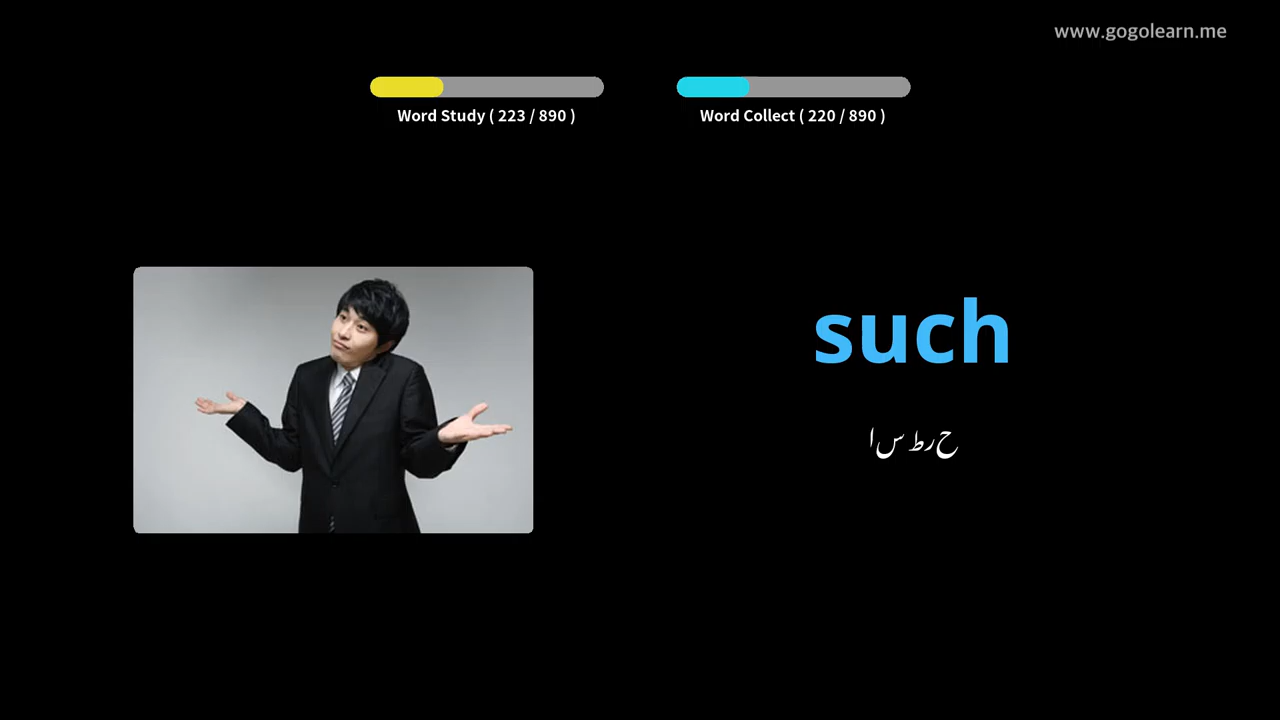 www.gogolearn.me
Word Study ( 223 / 890 )
Word Collect ( 220 / 890 )
such
اس طرح